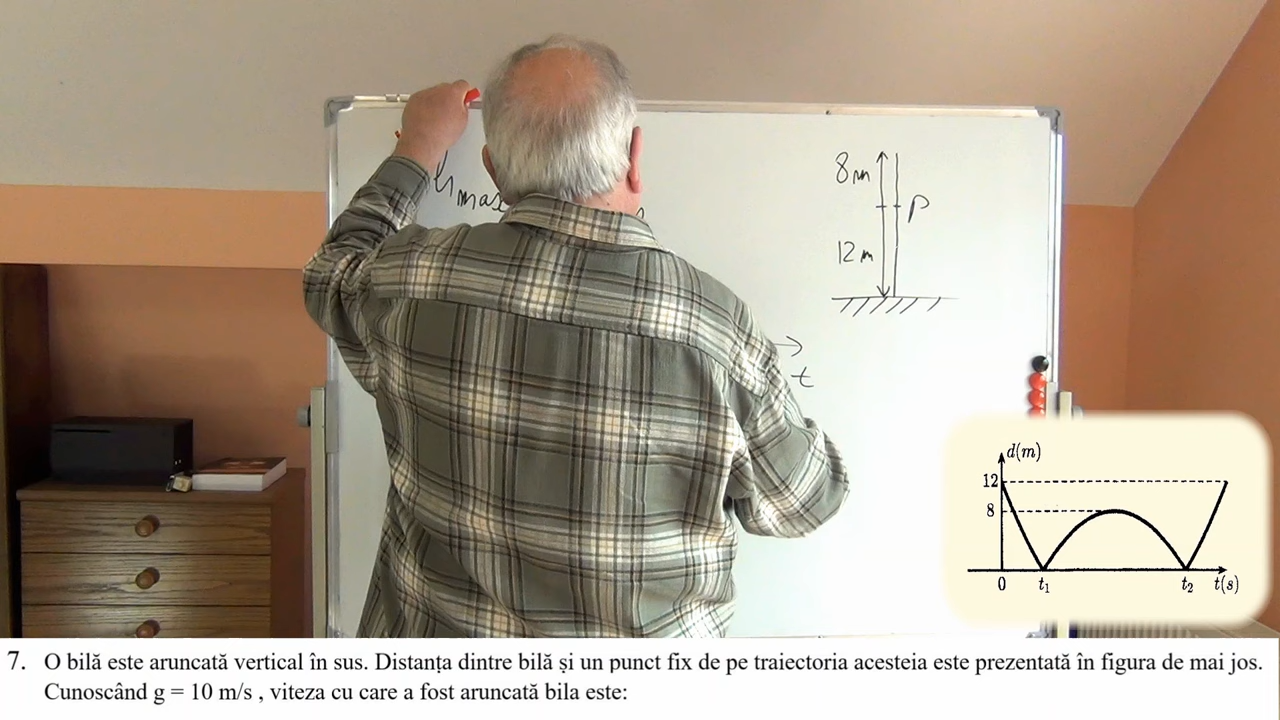 hmax
8m
P
12m
t
d(m)
12
8
0 t₁ t₂ t(s)
7. O bilă este aruncată vertical în sus. Distanța dintre bilă și un punct fix de pe traiectoria acesteia este prezentată în figura de mai jos.
Cunoscând g = 10 m/s , viteza cu care a fost aruncată bila este: